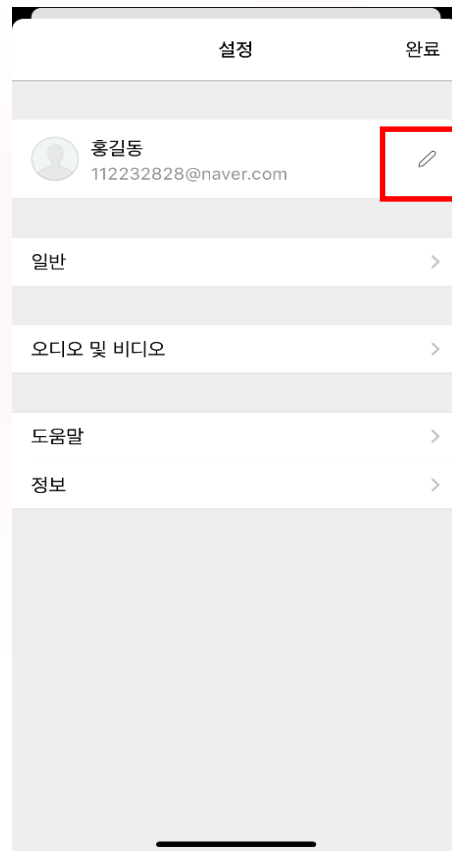 설정
완료
홍길동
112232828@naver.com
일반
오디오 및 비디오
도움말
정보